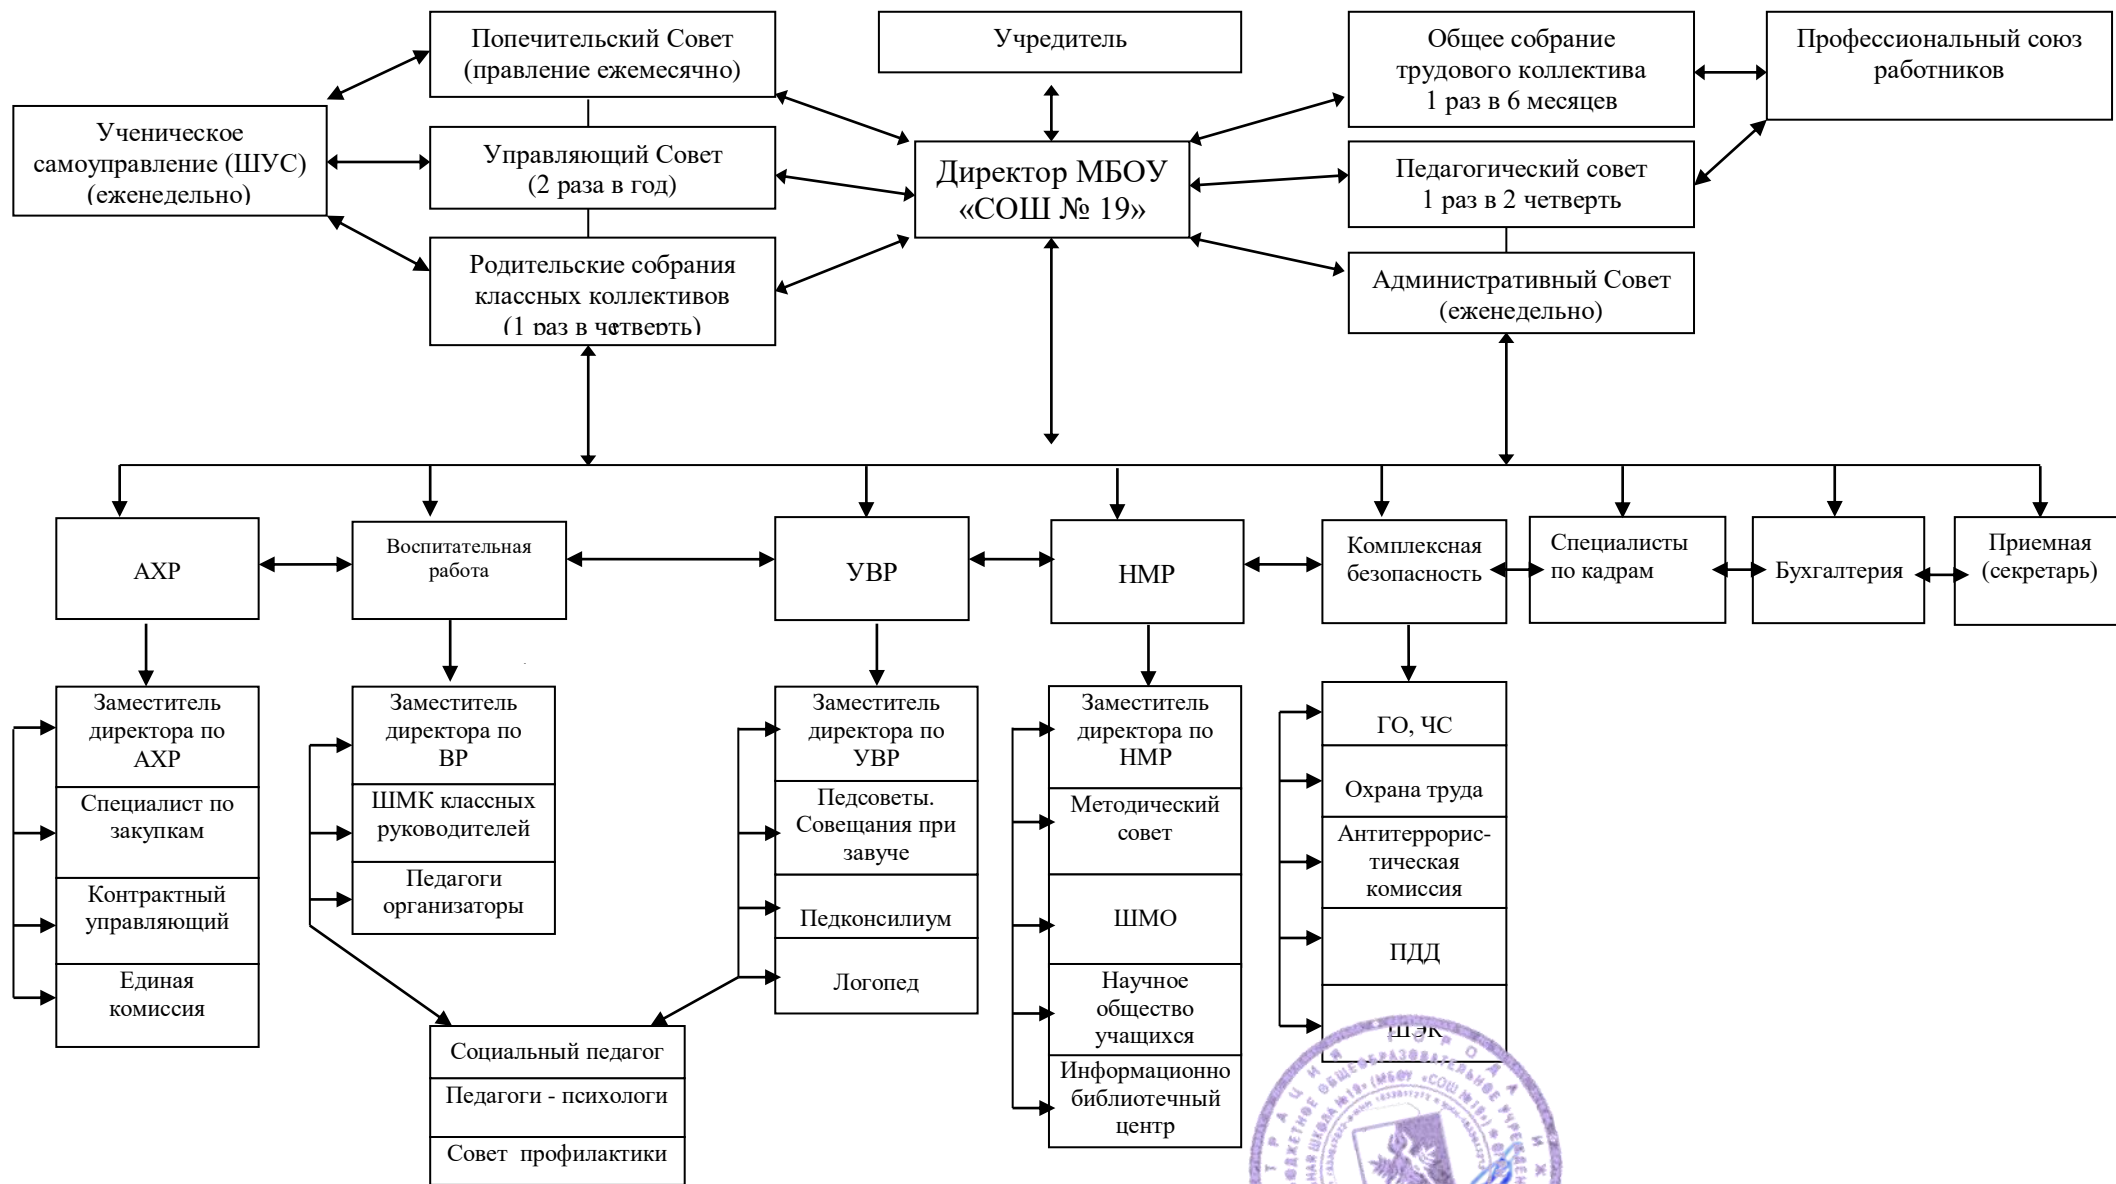 Попечительский Совет
(правление ежемесячно)
Учредитель
Общее собрание
трудового коллектива
1 раз в 6 месяцев
Профессиональный союз
работников
Ученическое
самоуправление (ШУС)
(еженедельно)
Управляющий Совет
(2 раза в год)
Директор МБОУ
«СОШ № 19»
Педагогический совет
1 раз в 2 четверть
Родительские собрания
классных коллективов
(1 раз в четверть)
Административный Совет
(еженедельно)
АХР
Воспитательная
работа
УВР
НМР
Комплексная
безопасность
Специалисты
по кадрам
Бухгалтерия
Приемная
(секретарь)
Заместитель
директора по
АХР
Специалист по
закупкам
Контрактный
управляющий
Единая
комиссия
Заместитель
директора по
ВР
ШМК классных
руководителей
Педагоги
организаторы
Заместитель
директора по
УВР
Педсоветы.
Совещания при
завуче
Педконсилиум
Логопед
Заместитель
директора по
НМР
Методический
совет
ШМО
Научное
общество
учащихся
Информационно
библиотечный
центр
ГО, ЧС
Охрана труда
Антитеррорис-
тическая
комиссия
ПДД
ШЭК
Социальный педагог
Педагоги - психологи
Совет профилактики